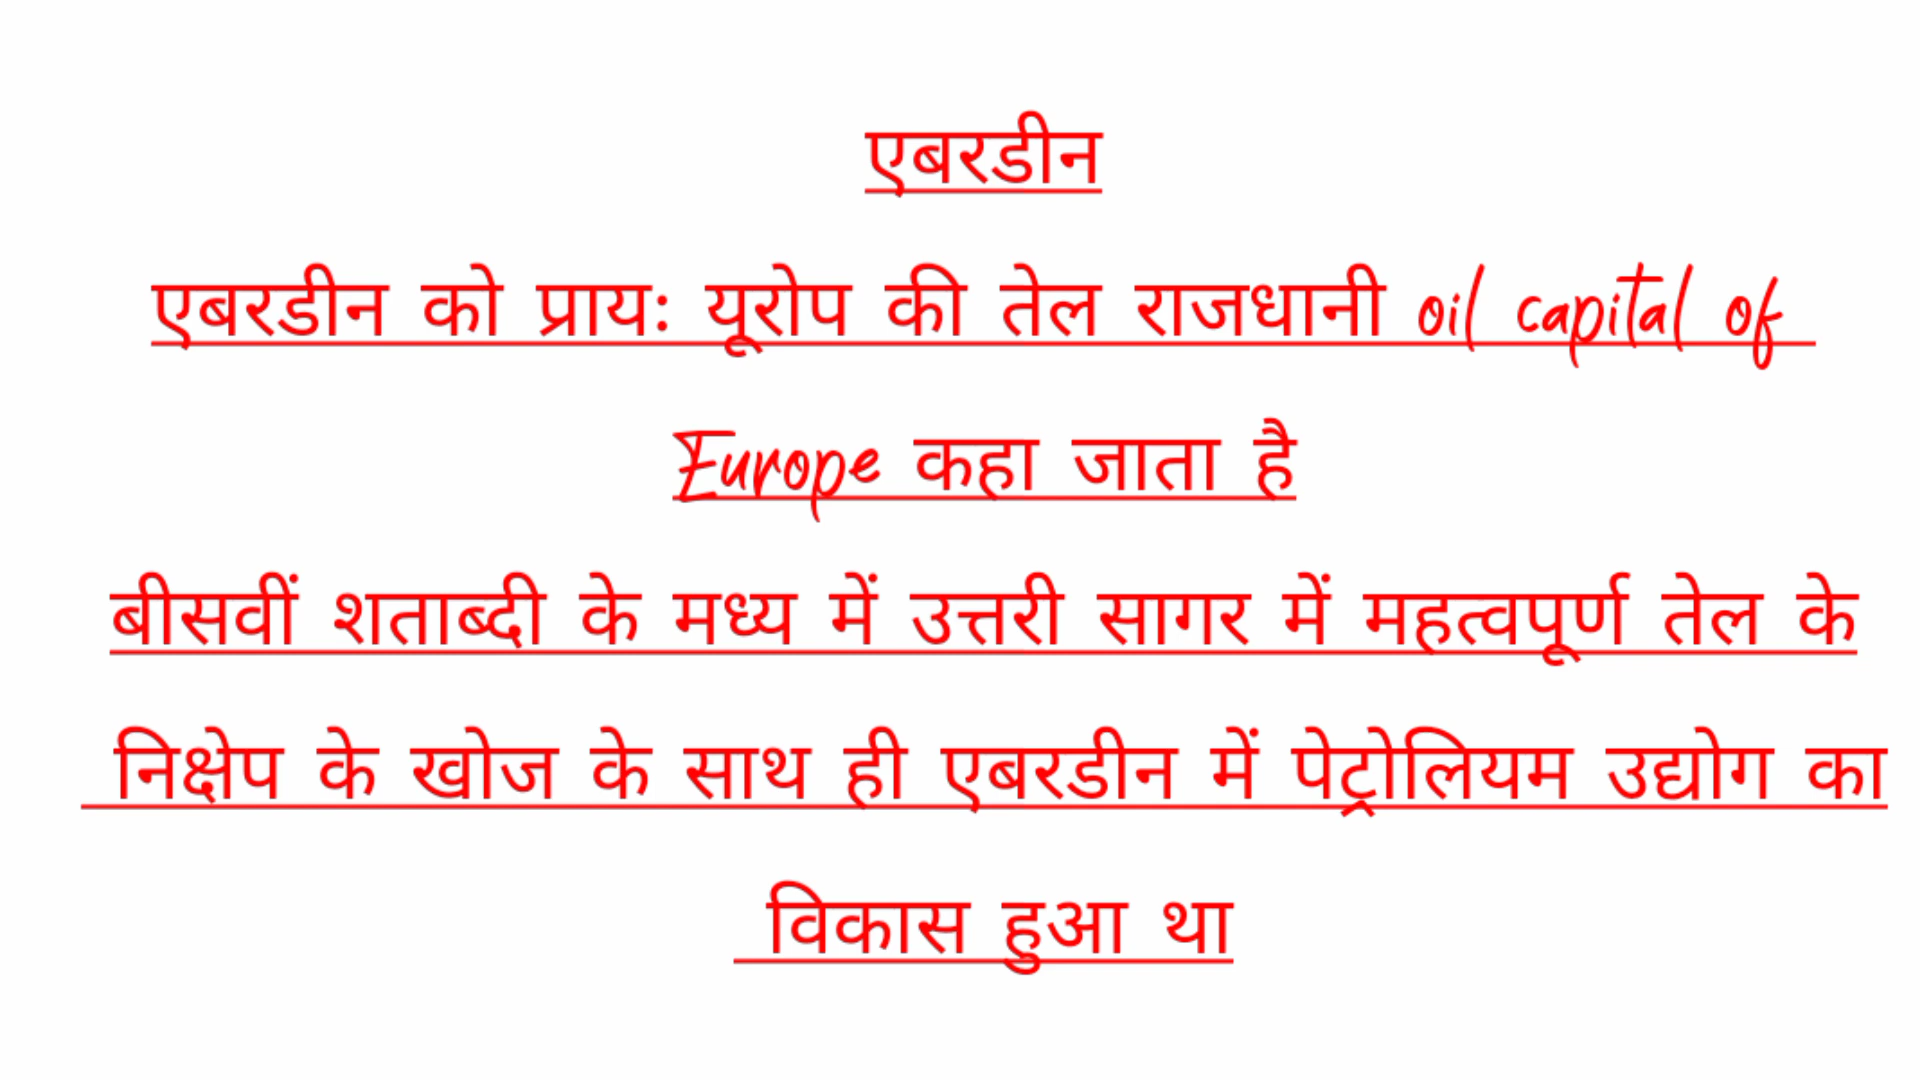 एबरडीन
एबरडीन को प्रायः यूरोप की तेल राजधानी oil capital of
Europe कहा जाता है
बीसवीं शताब्दी के मध्य में उत्तरी सागर में महत्वपूर्ण तेल के
निक्षेप के खोज के साथ ही एबरडीन में पेट्रोलियम उद्योग का
विकास हुआ था